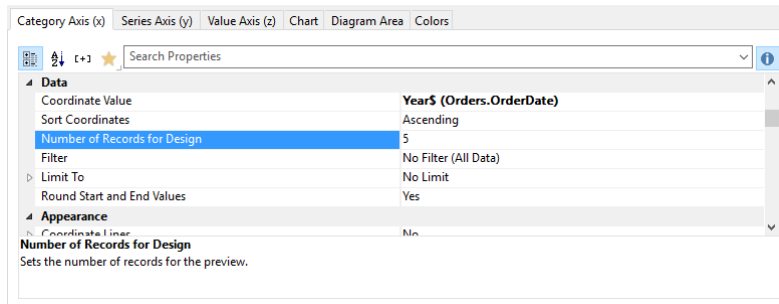 Category Axis (x) Series Axis (y) Value Axis (z) Chart Diagram Area Colors
Search Properties
Data
Coordinate Value Year$ (Orders.OrderDate)
Sort Coordinates Ascending
Number of Records for Design 5
Filter No Filter (All Data)
Limit To No Limit
Round Start and End Values Yes
Appearance
Coordinate Lines No
Number of Records for Design
Sets the number of records for the preview.